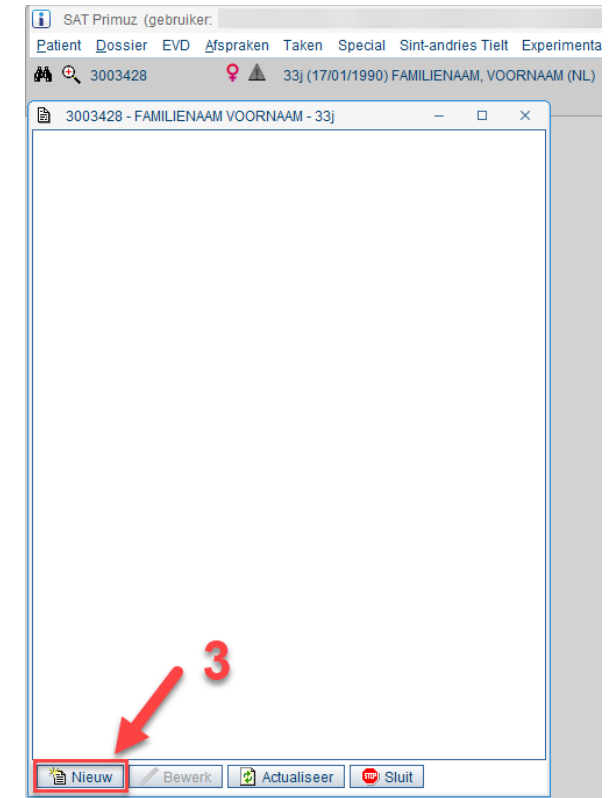 SAT Primuz (gebruiker:
Patient Dossier EVD Afspraken Taken Special Sint-andries Tielt Experimenta
3003428 33j (17/01/1990) FAMILIENAAM, VOORNAAM (NL)
3003428 - FAMILIENAAM VOORNAAM - 33j
3
Nieuw Bewerk Actualiseer STOP Sluit